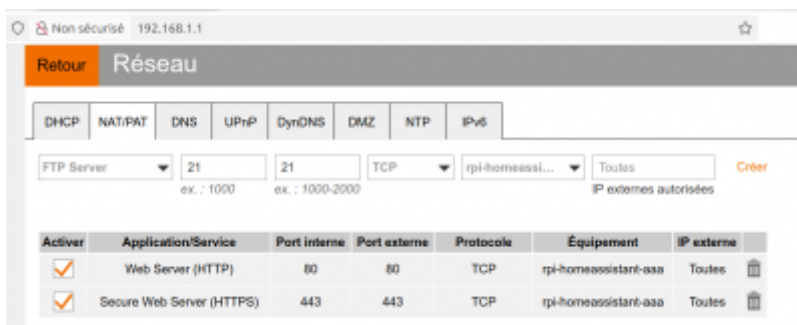 Non sécurisé 192.168.1.1
Retour Réseau
DHCP NAT/PAT DNS UPnP DynDNS DMZ NTP IPv6
FTP Server 21 21 TCP rpi-homeassi... Toutes Créer
ex. : 1000 ex. : 1000-2000 IP externes autorisées
Activer Application/Service Port interne Port externe Protocole Équipement IP externe
Web Server (HTTP) 80 80 TCP rpi-homeassistant-aaa Toutes
Secure Web Server (HTTPS) 443 443 TCP rpi-homeassistant-aaa Toutes